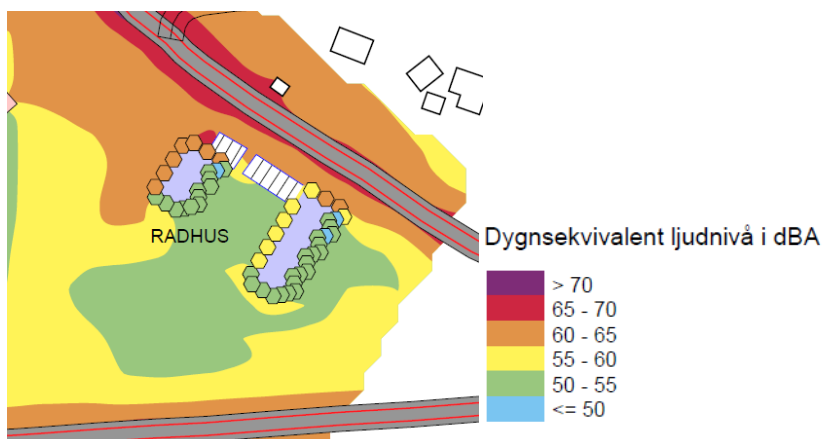 RADHUS
Dygnsekvivalent ljudnivå i dBA
> 70
65 - 70
60 - 65
55 - 60
50 - 55
<= 50